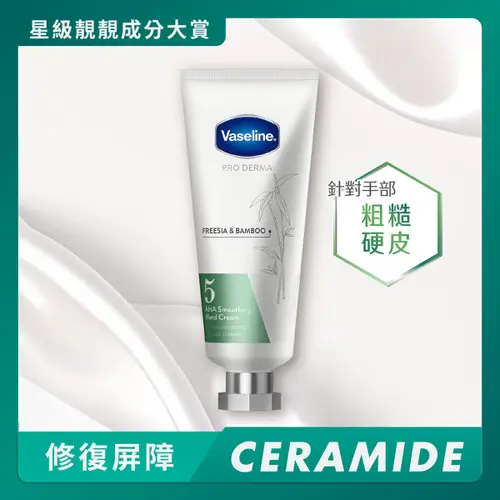 星級靚靚成分大賞
Vaseline®
PRO DERMA
FREESIA & BAMBOO
針對手部
粗糙
硬皮
5
AHA Smoothing
Hand Cream
修復屏障
CERAMIDE